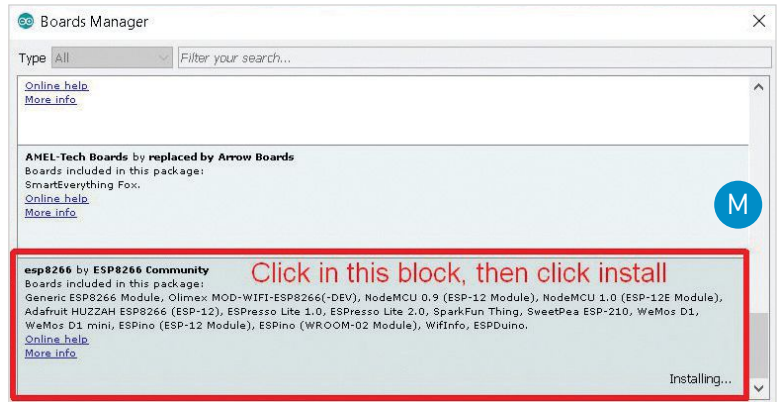 Boards Manager
Type All Filter your search...
Online help
More info
AMEL-Tech Boards by replaced by Arrow Boards
Boards included in this package:
SmartEverything Fox.
Online help
More info
M
esp8266 by ESP8266 Community
Click in this block, then click install
Boards included in this package:
Generic ESP8266 Module, Olimex MOD-WIFI-ESP8266(-DEV), NodeMCU 0.9 (ESP-12 Module), NodeMCU 1.0 (ESP-12E Module),
Adafruit HUZZAH ESP8266 (ESP-12), ESPresso Lite 1.0, ESPresso Lite 2.0, SparkFun Thing, SweetPea ESP-210, WeMos D1,
WeMos D1 mini, ESPino (ESP-12 Module), ESPino (WROOM-02 Module), WifInfo, ESPDuino.
Online help
More info
Installing...